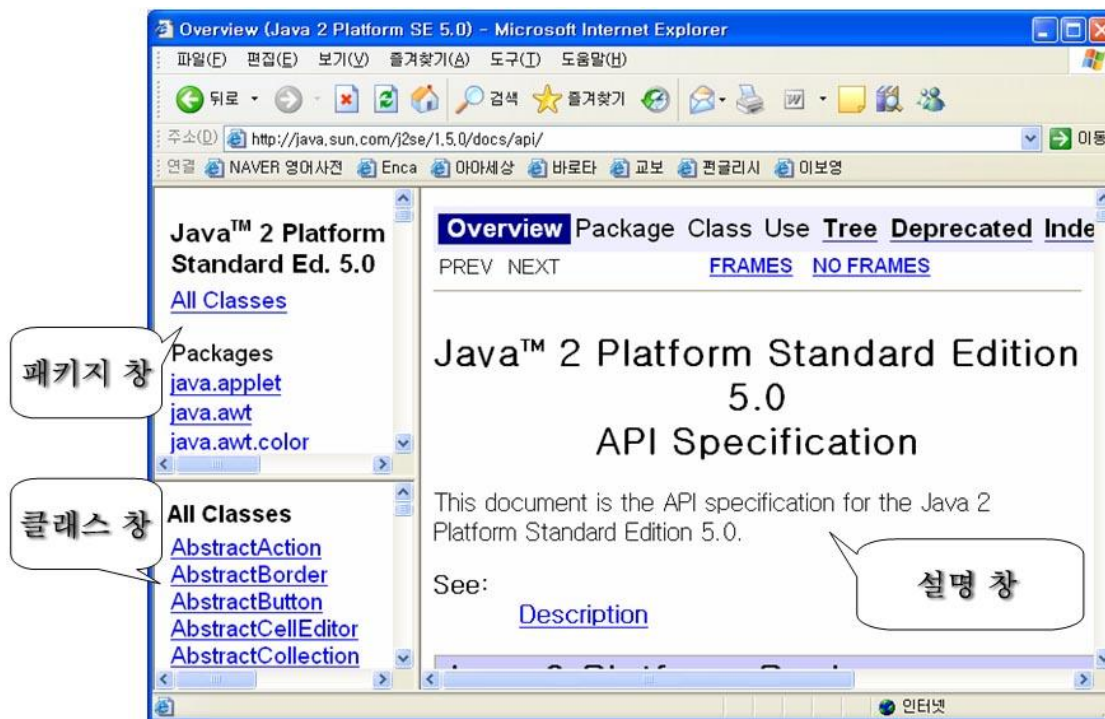 Overview (Java 2 Platform SE 5.0) - Microsoft Internet Explorer
파일(F) 편집(E) 보기(V) 즐겨찾기(A) 도구(T) 도움말(H)
뒤로 검색 즐겨찾기
주소(D) http://java.sun.com/j2se/1.5.0/docs/api/ 이동
연결 NAVER 영어사전 Enca 아아세상 바로타 교보 펀글리시 이보영
Java™ 2 Platform
Standard Ed. 5.0
All Classes
Packages
java.applet
java.awt
java.awt.color
패키지 창
All Classes
AbstractAction
AbstractBorder
AbstractButton
AbstractCellEditor
AbstractCollection
클래스 창
Overview Package Class Use Tree Deprecated Inde
PREV NEXT FRAMES NO FRAMES
Java™ 2 Platform Standard Edition
5.0
API Specification
This document is the API specification for the Java 2
Platform Standard Edition 5.0.
See:
Description
설명 창
인터넷